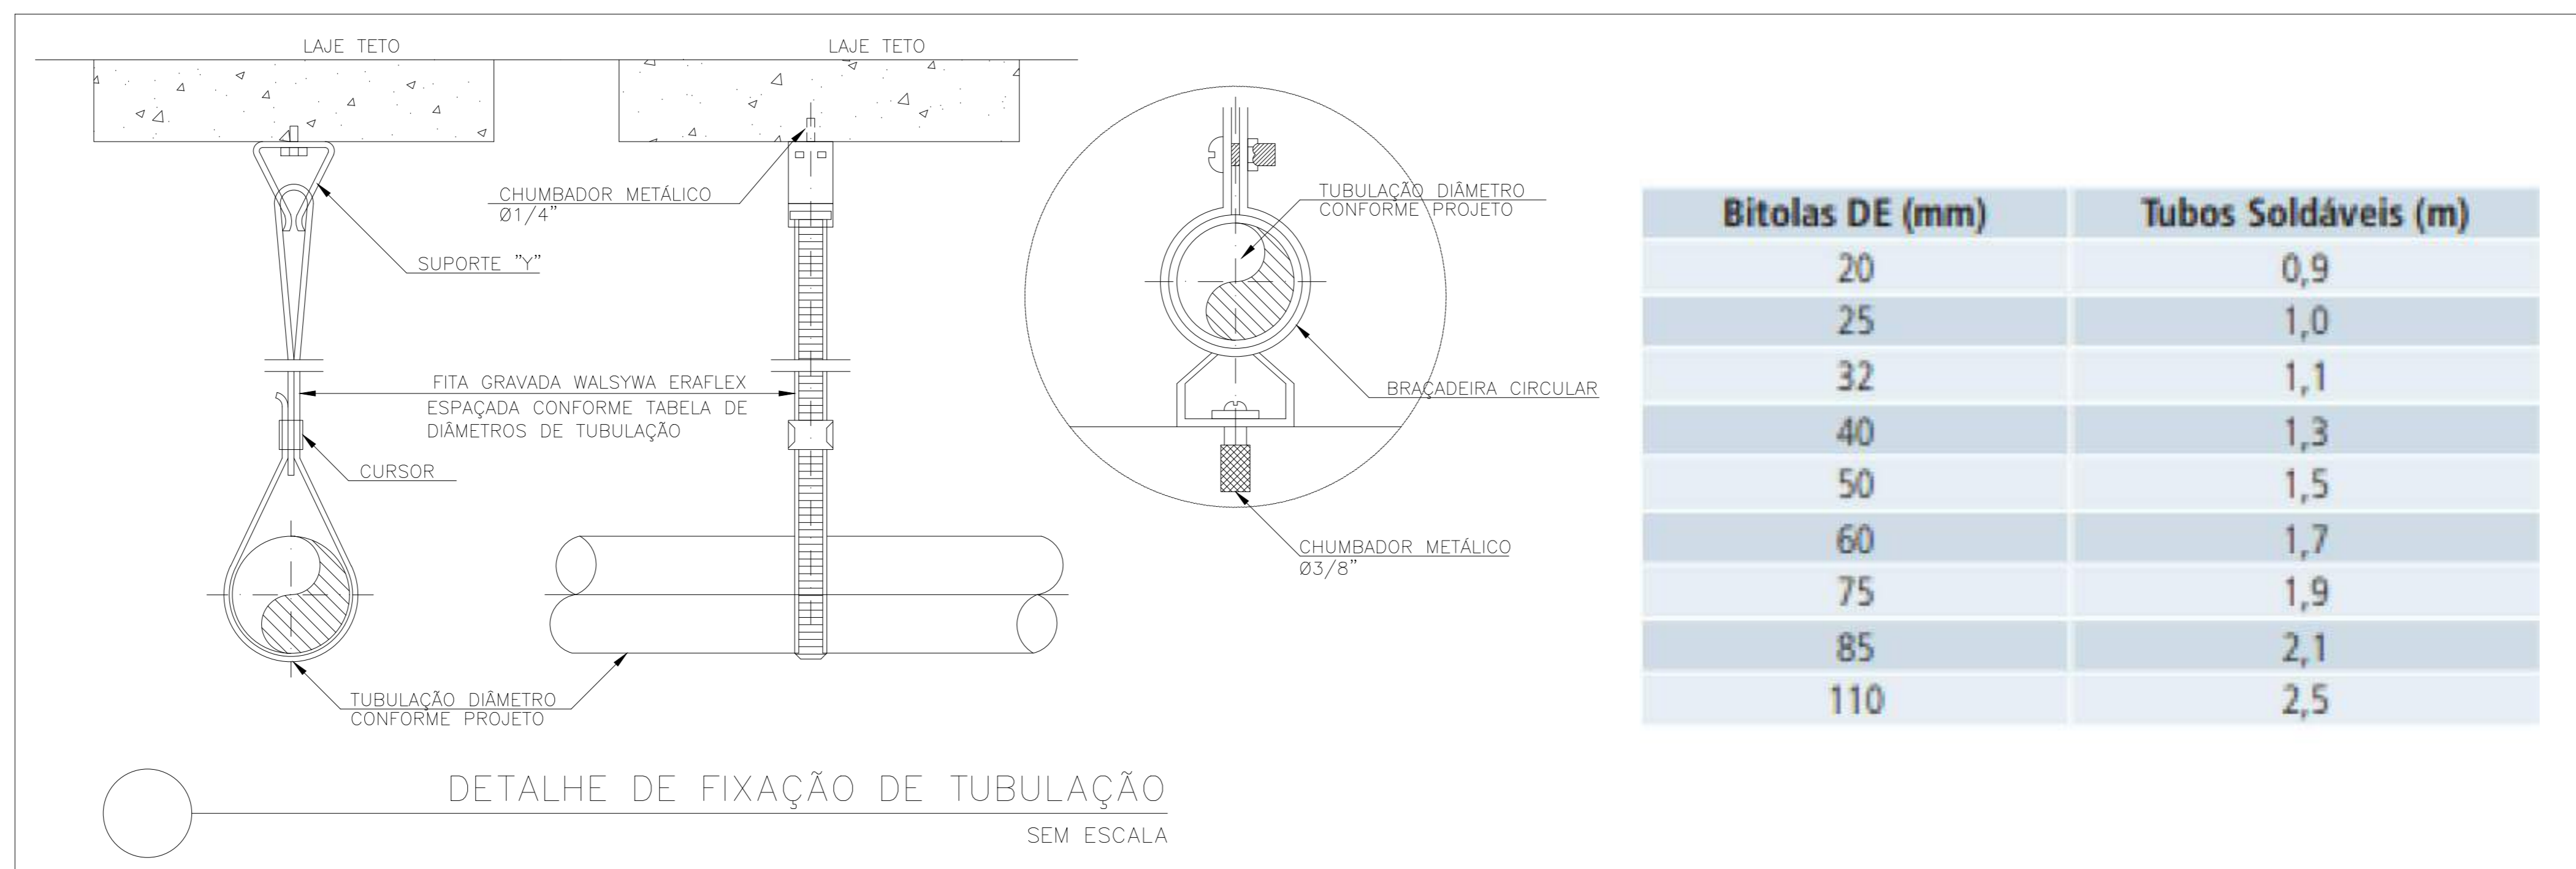 LAJE TETO
LAJE TETO
CHUMBADOR METÁLICO
Ø1/4"
SUPORTE "Y"
FITA GRAVADA WALSYWA ERAFLEX
ESPAÇADA CONFORME TABELA DE
DIÂMETROS DE TUBULAÇÃO
CURSOR
TUBULAÇÃO DIÂMETRO
CONFORME PROJETO
TUBULAÇÃO DIÂMETRO
CONFORME PROJETO
BRAÇADEIRA CIRCULAR
CHUMBADOR METÁLICO
Ø3/8"
DETALHE DE FIXAÇÃO DE TUBULAÇÃO
SEM ESCALA
Bitolas DE (mm) Tubos Soldáveis (m)
20 0,9
25 1,0
32 1,1
40 1,3
50 1,5
60 1,7
75 1,9
85 2,1
110 2,5